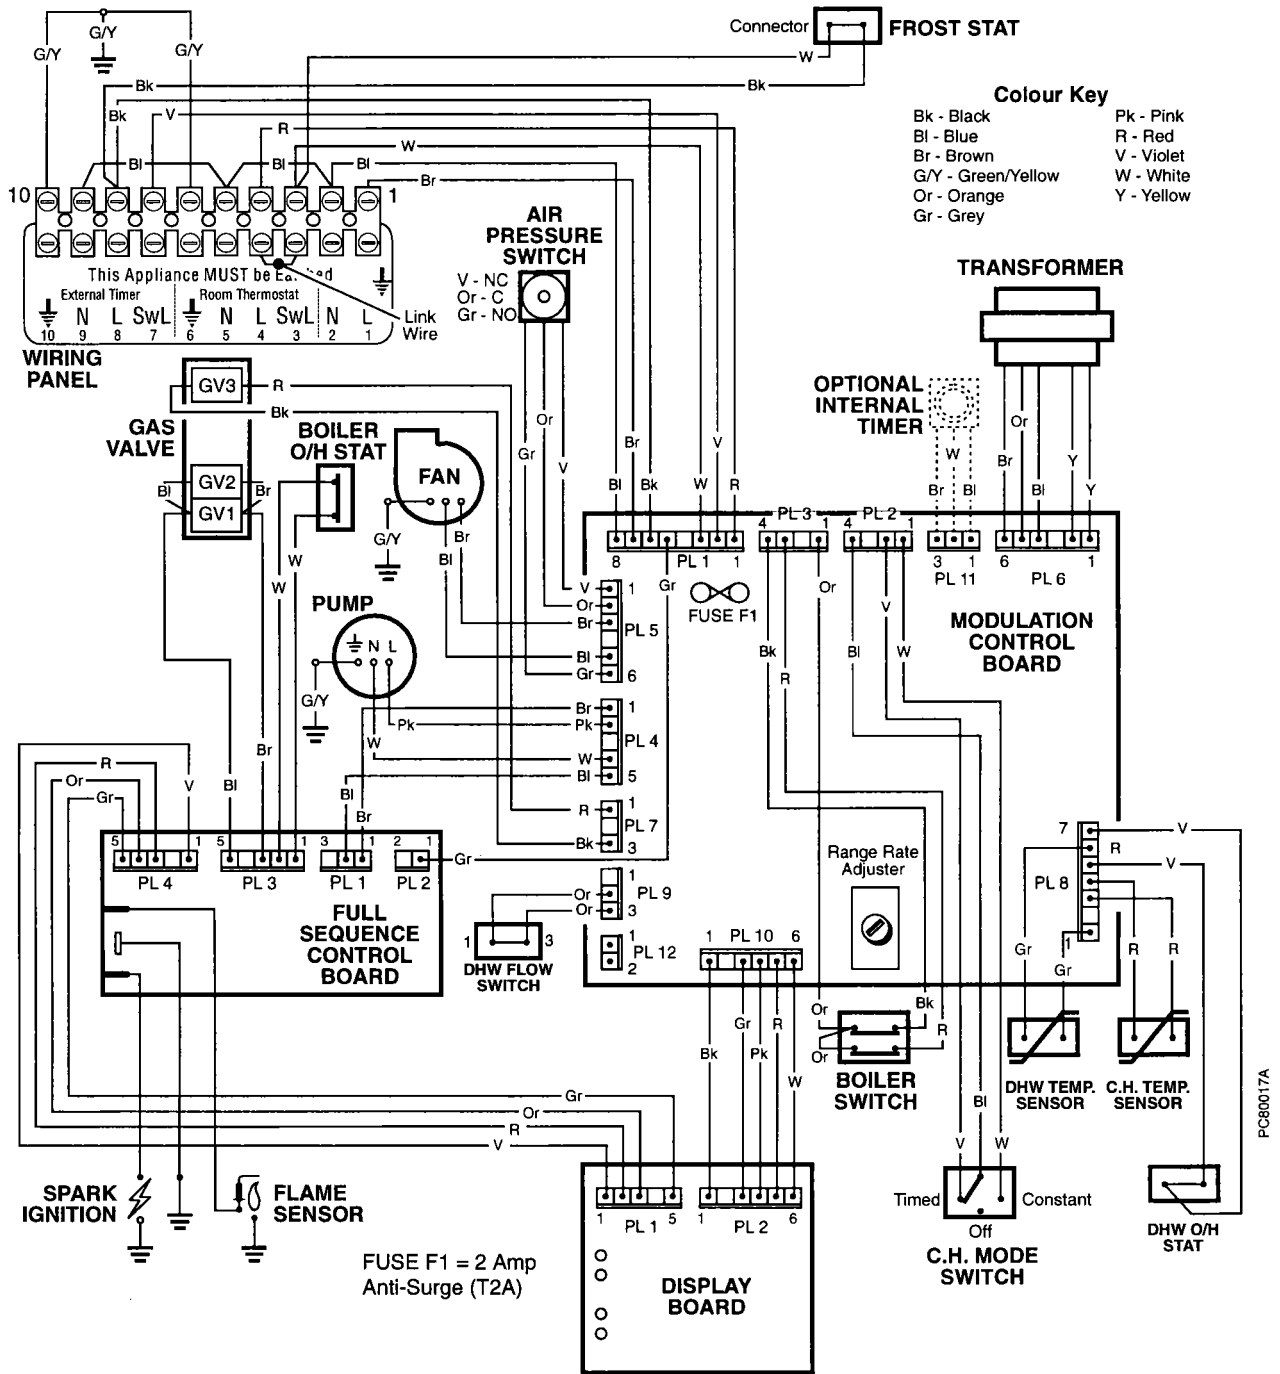 G/Y
G/Y
G/Y
Connector
FROST STAT
W
Bk
Bk
Bk
V
R
W
Bl
Bl
Bl
Br
10
1
Colour Key
Bk - Black
Pk - Pink
Bl - Blue
R - Red
Br - Brown
V - Violet
G/Y - Green/Yellow
W - White
Or - Orange
Y - Yellow
Gr - Grey
AIR
PRESSURE
SWITCH
V - NC
Or - C
Gr - NO
This Appliance MUST be
External Timer
Room Thermostat
N L SwL N L SwL N L
10 9 8 7 6 5 4 3 2 1
Link
Wire
WIRING
PANEL
TRANSFORMER
OPTIONAL
INTERNAL
TIMER
GAS
VALVE
GV3
R
Bk
GV2
Bl
Br
GV1
BOILER
O/H STAT
FAN
G/Y
Bl
Br
W
W
Or
Gr
V
Br
Bl
Bk
W
V
R
Br
W
Bl
Br
Or
Bl
Y
Y
8
PL 1
1
4
PL 3
1
4
PL 2
1
3
1
PL 11
6
PL 6
1
Gr
FUSE F1
Or
MODULATION
CONTROL
BOARD
PUMP
N L
G/Y
W
Pk
V
Or
Br
Bl
Gr
1
PL 5
6
Br
Pk
W
Bl
1
PL 4
5
R
Bk
1
PL 7
3
Or
Or
1
PL 9
3
1
PL 12
2
Bk
R
Bl
V
W
R
Or
Gr
V
Bl
Br
Bl
Br
5
1
PL 4
5
1
PL 3
3
1
PL 1
2
1
PL 2
Gr
FULL
SEQUENCE
CONTROL
BOARD
1
3
DHW FLOW
SWITCH
Range Rate
Adjuster
1
PL 10
6
7
PL 8
1
V
R
V
Gr
Gr
R
R
Bk
Gr
Pk
R
W
Or
Or
Bk
R
BOILER
SWITCH
DHW TEMP.
SENSOR
C.H. TEMP.
SENSOR
Gr
Or
R
V
V
Bl
W
SPARK
IGNITION
FLAME
SENSOR
1
PL 1
5
1
PL 2
6
Timed
Constant
Off
C.H. MODE
SWITCH
DHW O/H
STAT
FUSE F1 = 2 Amp
Anti-Surge (T2A)
DISPLAY
BOARD
PC80017A